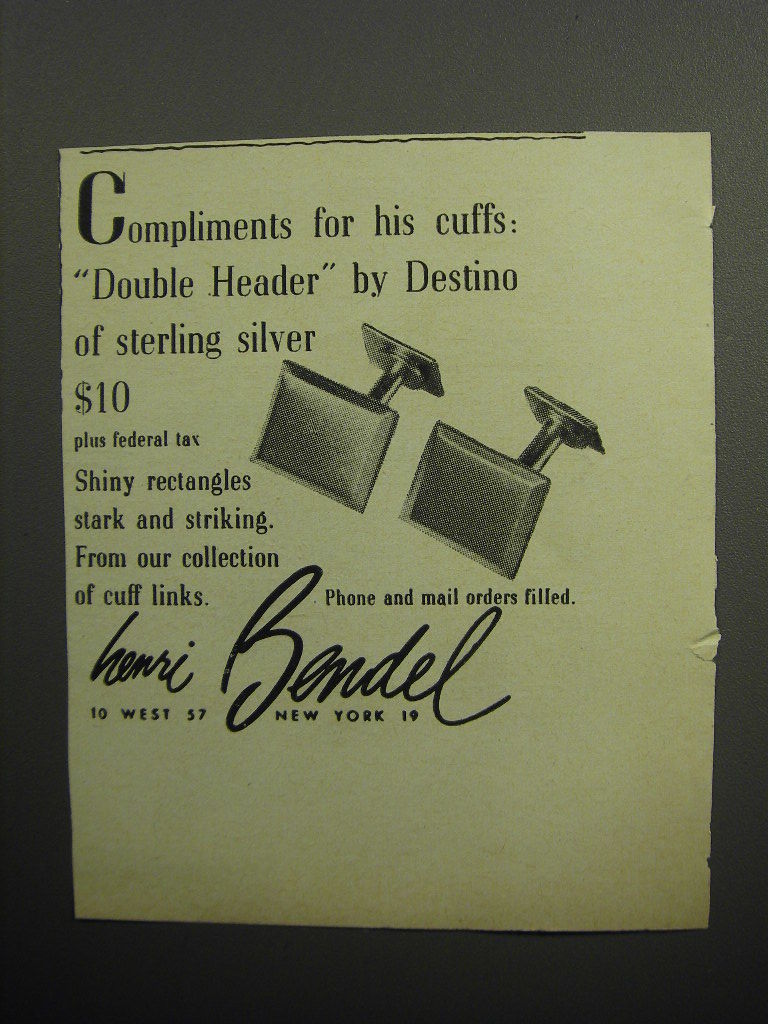 Compliments for his cuffs:
"Double Header" by Destino
of sterling silver
$10
plus federal tax
Shiny rectangles
stark and striking.
From our collection
of cuff links.
Phone and mail orders filled.
henri Bendel
10 WEST 57 NEW YORK 19